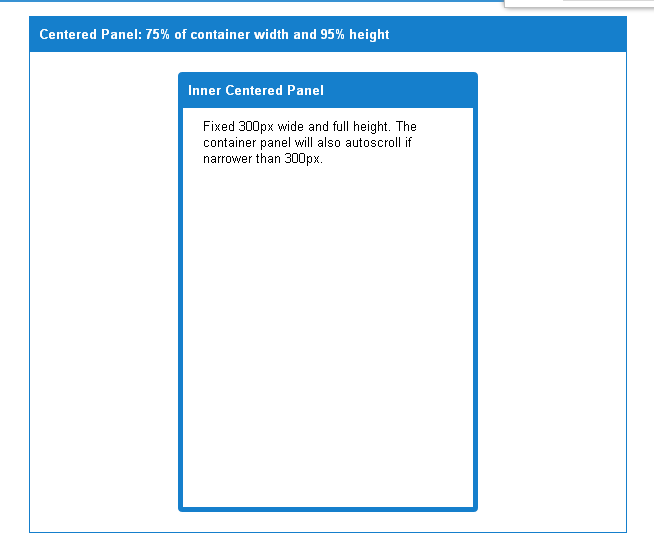 Centered Panel: 75% of container width and 95% height
Inner Centered Panel
Fixed 300px wide and full height. The
container panel will also autoscroll if
narrower than 300px.